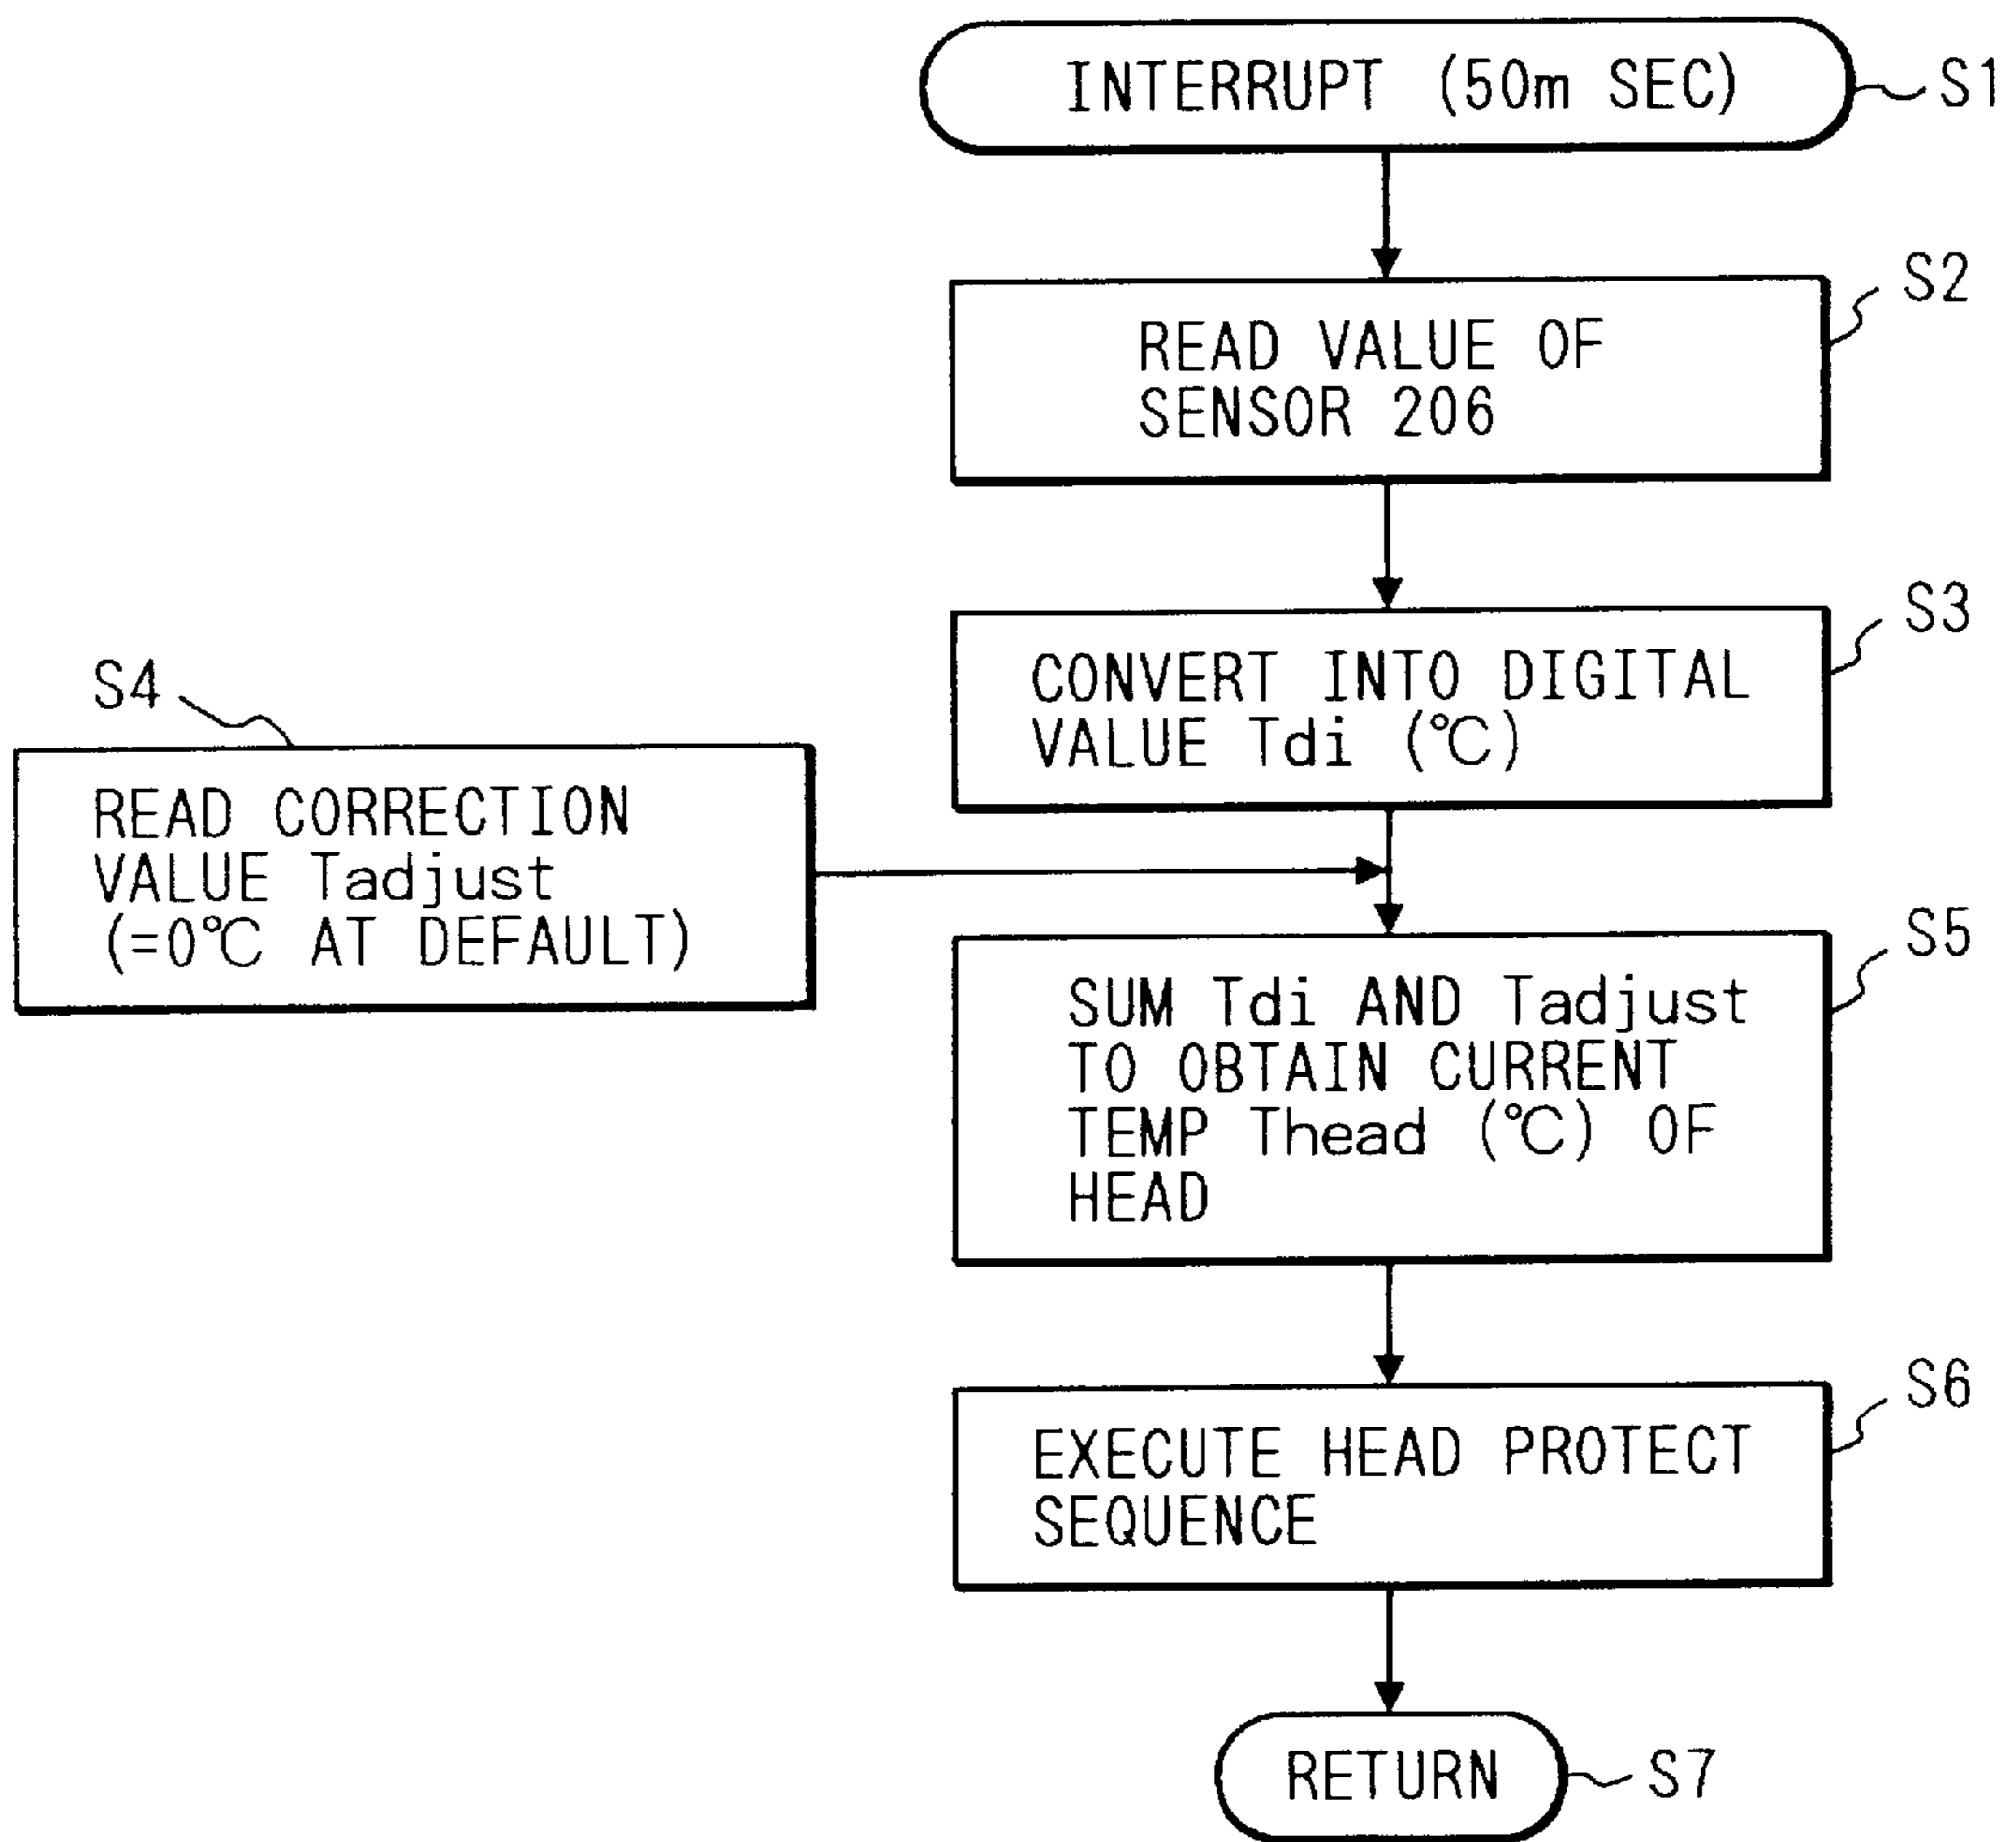 INTERRUPT (50m SEC)
S1
S2
READ VALUE OF
SENSOR 206
S3
CONVERT INTO DIGITAL
VALUE Tdi (℃)
S4
READ CORRECTION
VALUE Tadjust
(=0℃ AT DEFAULT)
S5
SUM Tdi AND Tadjust
TO OBTAIN CURRENT
TEMP Thead (℃) OF
HEAD
S6
EXECUTE HEAD PROTECT
SEQUENCE
RETURN
S7